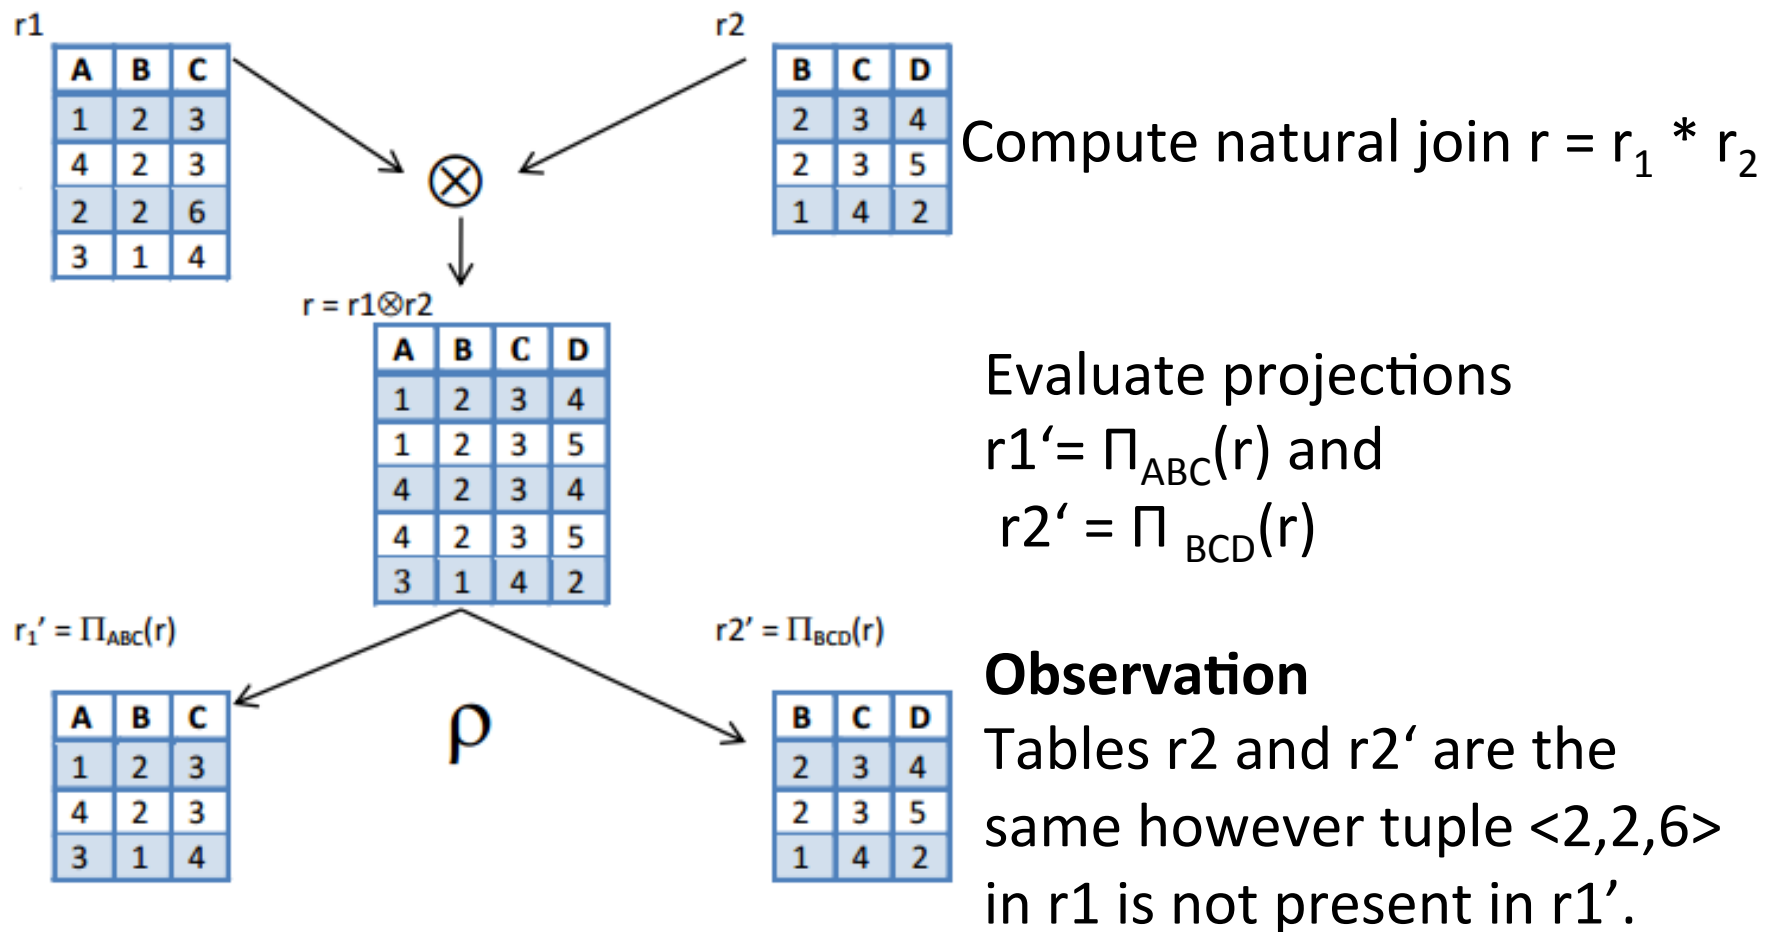 r1
A B C
1 2 3
4 2 3
2 2 6
3 1 4
r2
B C D
2 3 4
2 3 5
1 4 2
Compute natural join r = r₁ * r₂
⊗
r = r1⊗r2
A B C D
1 2 3 4
1 2 3 5
4 2 3 4
4 2 3 5
3 1 4 2
Evaluate projections
r1‘= Π_ABC(r) and
r2‘ = Π _BCD(r)
r₁’ = Π_ABC(r)
A B C
1 2 3
4 2 3
3 1 4
ρ
r2’ = Π_BCD(r)
B C D
2 3 4
2 3 5
1 4 2
Observation
Tables r2 and r2‘ are the
same however tuple <2,2,6>
in r1 is not present in r1’.